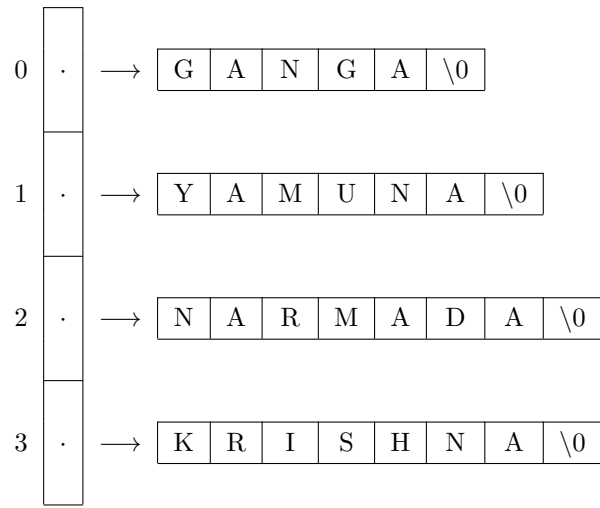 0 · ⟶ G A N G A \0
1 · ⟶ Y A M U N A \0
2 · ⟶ N A R M A D A \0
3 · ⟶ K R I S H N A \0